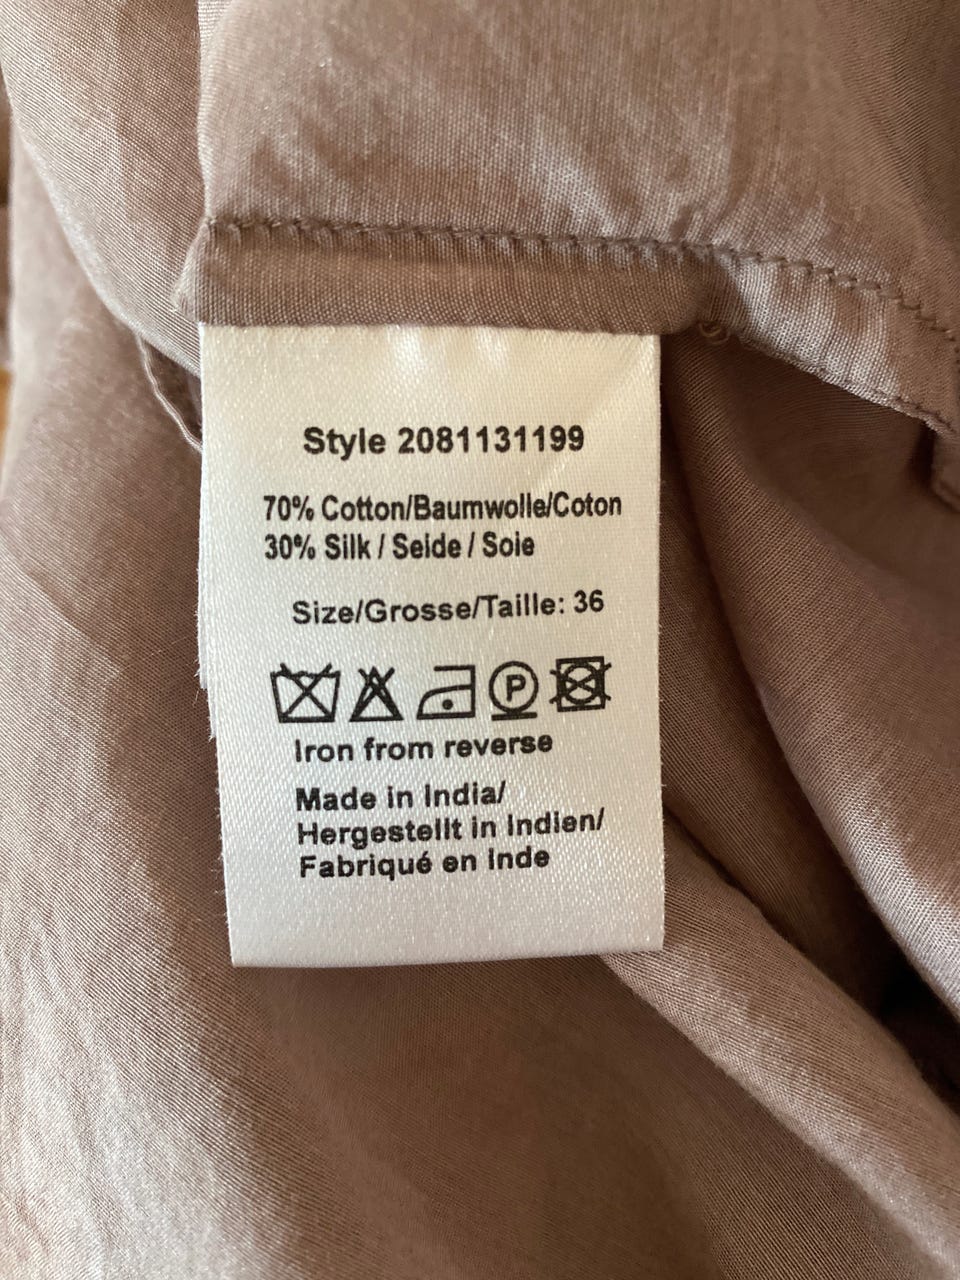 Style 2081131199
70% Cotton/Baumwolle/Coton
30% Silk / Seide / Soie
Size/Grosse/Taille: 36
P
Iron from reverse
Made in India/
Hergestellt in Indien/
Fabriqué en Inde